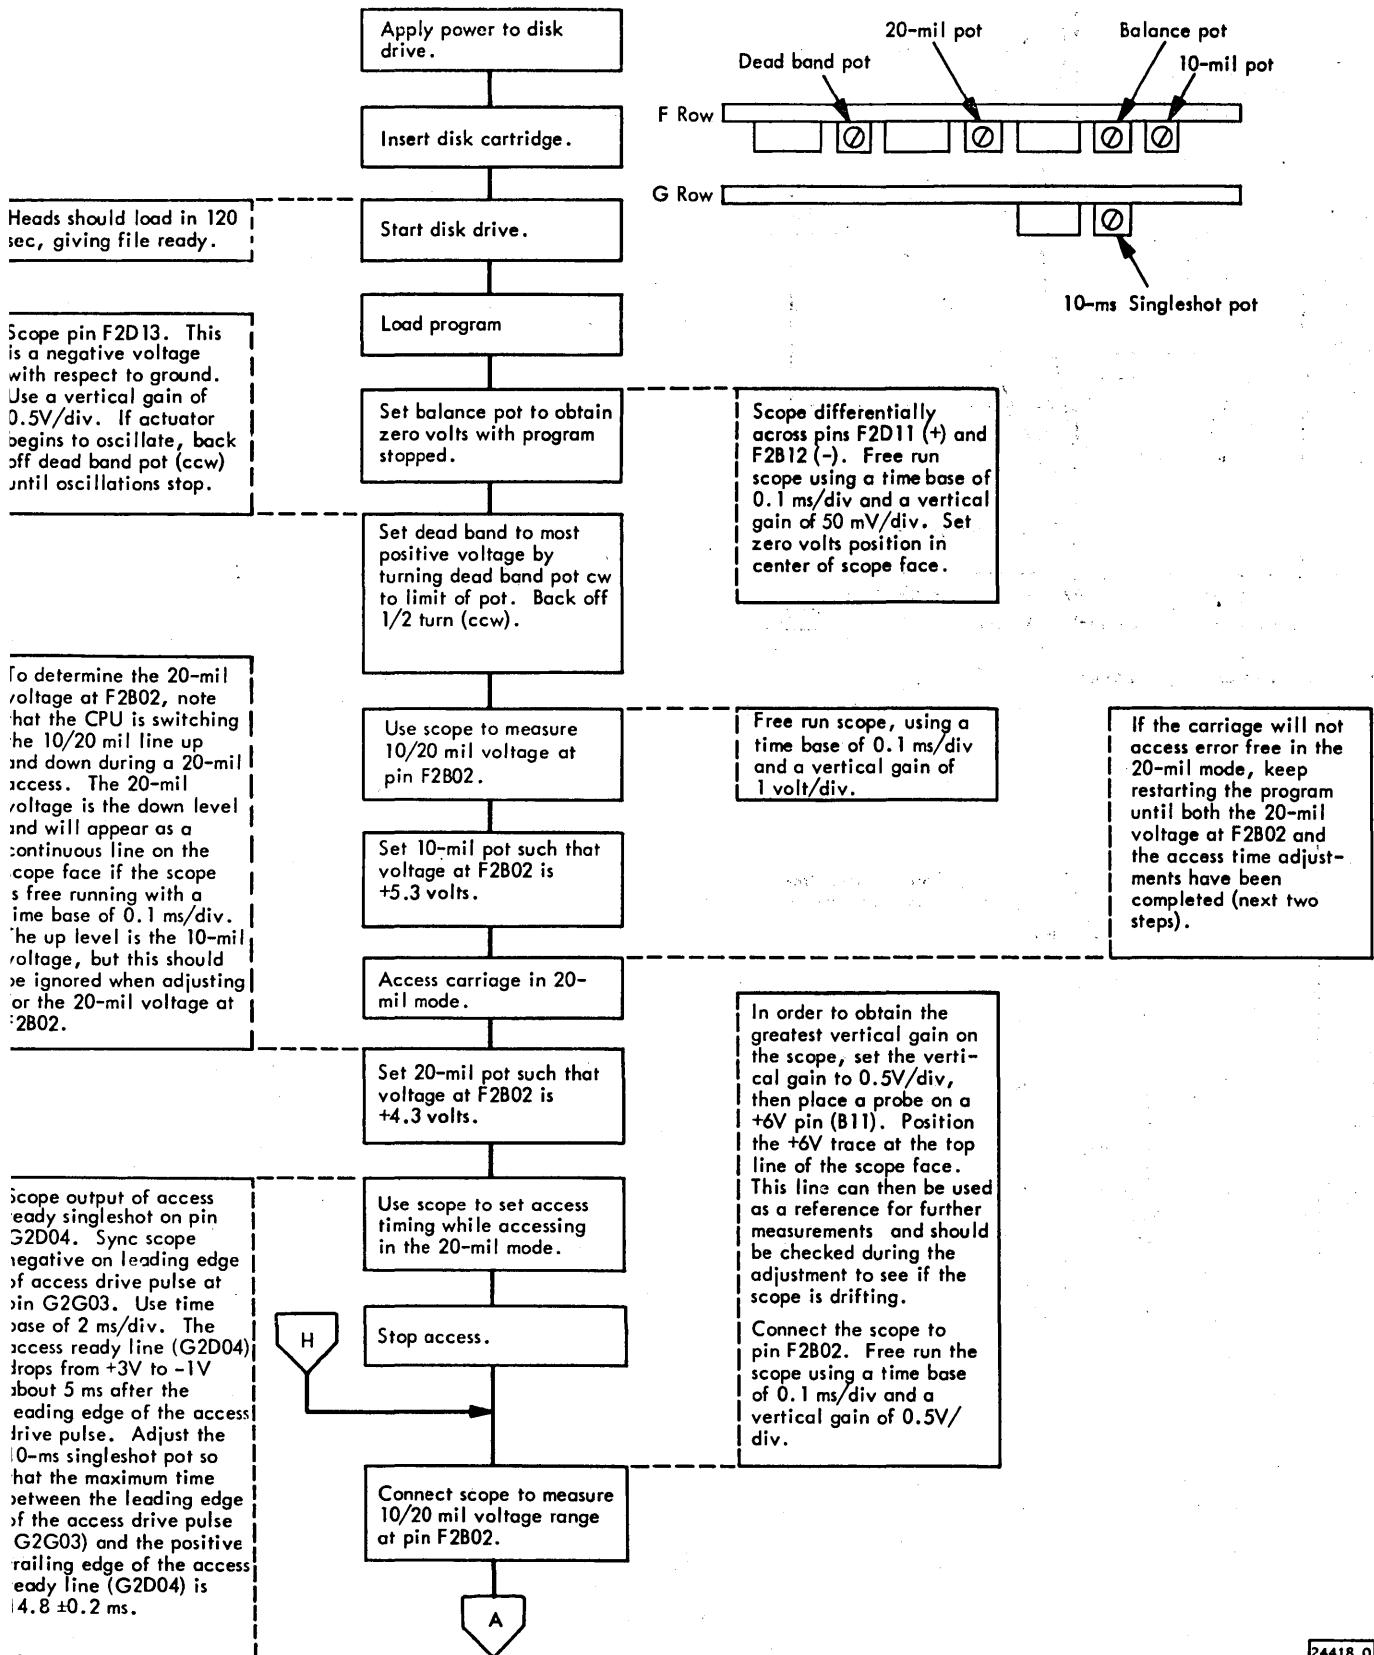 Apply power to disk
drive.
Insert disk cartridge.
Start disk drive.
Load program
Set balance pot to obtain
zero volts with program
stopped.
Set dead band to most
positive voltage by
turning dead band pot cw
to limit of pot. Back off
1/2 turn (ccw).
Use scope to measure
10/20 mil voltage at
pin F2B02.
Set 10-mil pot such that
voltage at F2B02 is
+5.3 volts.
Access carriage in 20-
mil mode.
Set 20-mil pot such that
voltage at F2B02 is
+4.3 volts.
Use scope to set access
timing while accessing
in the 20-mil mode.
Stop access.
H
Connect scope to measure
10/20 mil voltage range
at pin F2B02.
A
Heads should load in 120
sec, giving file ready.
Scope pin F2D13. This
is a negative voltage
with respect to ground.
Use a vertical gain of
0.5V/div. If actuator
begins to oscillate, back
off dead band pot (ccw)
until oscillations stop.
To determine the 20-mil
voltage at F2B02, note
that the CPU is switching
the 10/20 mil line up
and down during a 20-mil
access. The 20-mil
voltage is the down level
and will appear as a
continuous line on the
scope face if the scope
is free running with a
time base of 0.1 ms/div.
The up level is the 10-mil
voltage, but this should
be ignored when adjusting
for the 20-mil voltage at
F2B02.
Scope output of access
ready singleshot on pin
G2D04. Sync scope
negative on leading edge
of access drive pulse at
pin G2G03. Use time
base of 2 ms/div. The
access ready line (G2D04)
drops from +3V to -1V
about 5 ms after the
leading edge of the access
drive pulse. Adjust the
10-ms singleshot pot so
that the maximum time
between the leading edge
of the access drive pulse
(G2G03) and the positive
trailing edge of the access
ready line (G2D04) is
14.8 ±0.2 ms.
20-mil pot
Balance pot
Dead band pot
10-mil pot
F Row
G Row
10-ms Singleshot pot
Scope differentially
across pins F2D11 (+) and
F2B12 (-). Free run
scope using a time base of
0.1 ms/div and a vertical
gain of 50 mV/div. Set
zero volts position in
center of scope face.
Free run scope, using a
time base of 0.1 ms/div
and a vertical gain of
1 volt/div.
If the carriage will not
access error free in the
20-mil mode, keep
restarting the program
until both the 20-mil
voltage at F2B02 and
the access time adjust-
ments have been
completed (next two
steps).
In order to obtain the
greatest vertical gain on
the scope, set the verti-
cal gain to 0.5V/div,
then place a probe on a
+6V pin (B11). Position
the +6V trace at the top
line of the scope face.
This line can then be used
as a reference for further
measurements and should
be checked during the
adjustment to see if the
scope is drifting.
Connect the scope to
pin F2B02. Free run the
scope using a time base
of 0.1 ms/div and a
vertical gain of 0.5V/
div.